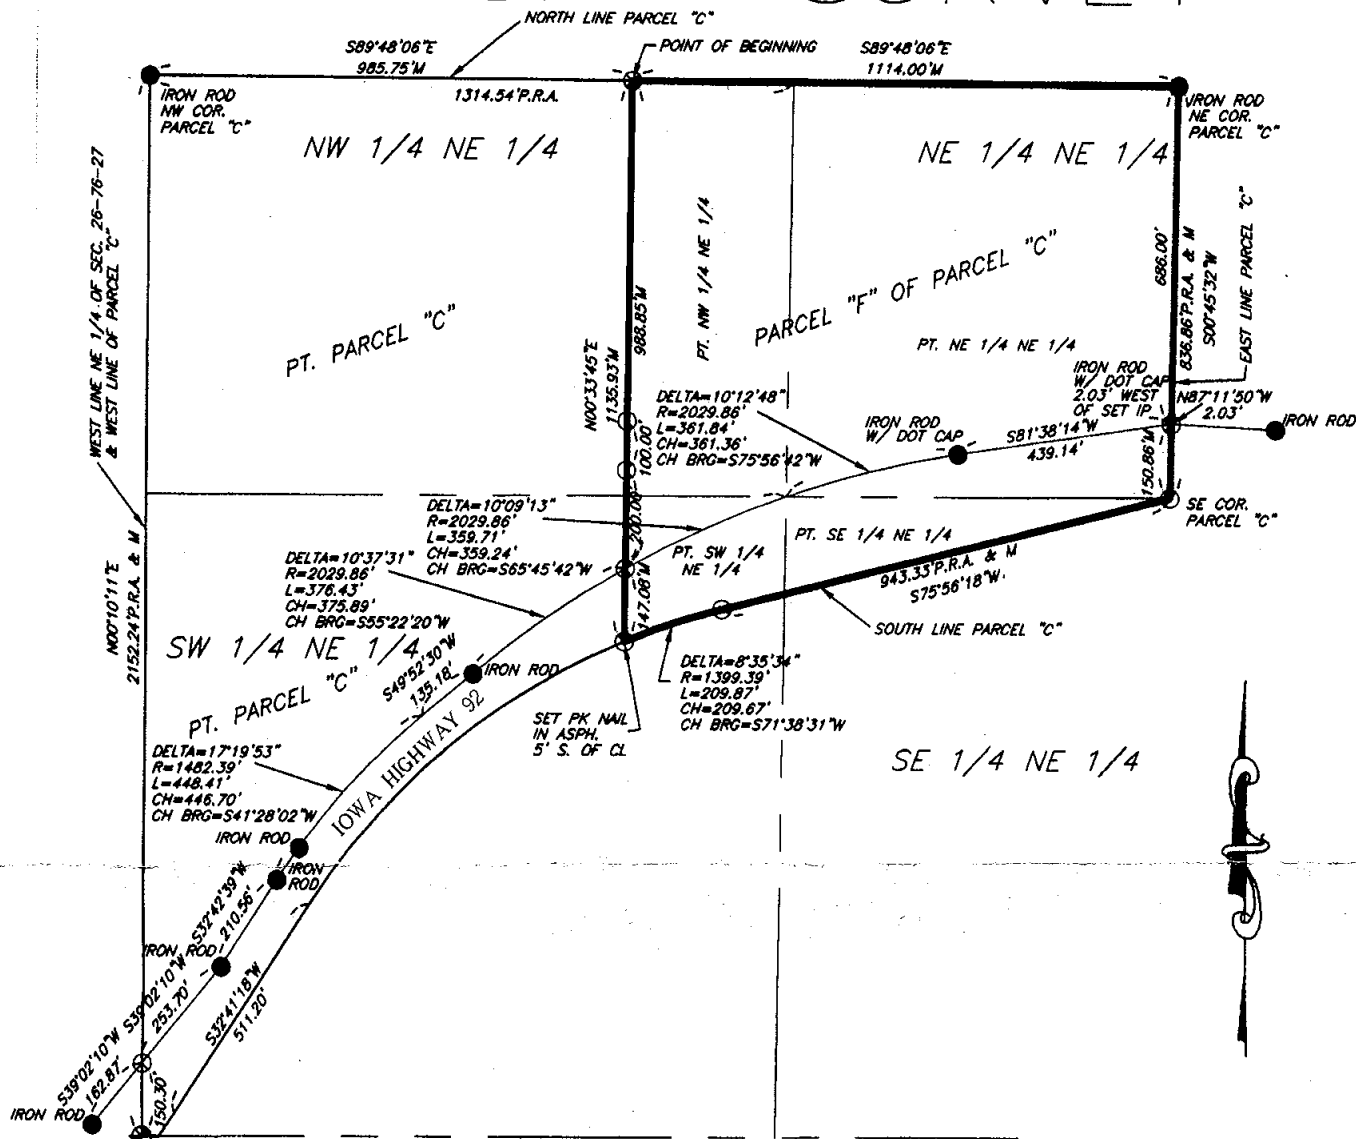 NORTH LINE PARCEL "C"
S89°48'06"E
985.75'M
1314.54'P.R.A.
POINT OF BEGINNING
S89°48'06"E
1114.00'M
IRON ROD
NW COR.
PARCEL "C"
IRON ROD
NE COR.
PARCEL "C"
NW 1/4 NE 1/4
NE 1/4 NE 1/4
WEST LINE NE 1/4 OF SEC. 26-76-27
& WEST LINE OF PARCEL "C"
PT. NW 1/4 NE 1/4
686.00'
836.86'P.R.A. & M
S00°45'32"W
EAST LINE PARCEL "C"
PARCEL "F" OF PARCEL "C"
PT. PARCEL "C"
988.85'M
N00°33'45"E
1135.93'M
PT. NE 1/4 NE 1/4
IRON ROD
W/ DOT CAP
2.03' WEST
OF SET IP
N87°11'50"W
2.03'
IRON ROD
DELTA=10°12'48"
R=2029.86'
L=361.84'
CH=361.36'
CH BRG=S75°56'42"W
IRON ROD
W/ DOT CAP
S81°38'14"W
439.14'
100.00'
200.00'
150.86'M
SE COR.
PARCEL "C"
DELTA=10°09'13"
R=2029.86'
L=359.71'
CH=359.24'
CH BRG=S65°45'42"W
PT. SE 1/4 NE 1/4
PT. SW 1/4
NE 1/4
DELTA=10°37'31"
R=2029.86'
L=376.43'
CH=375.89'
CH BRG=S55°22'20"W
147.08'M
943.33'P.R.A. & M
S75°56'18"W
SOUTH LINE PARCEL "C"
N00°10'11"E
2152.24'P.R.A. & M
SW 1/4 NE 1/4
PT. PARCEL "C"
S49°52'30"W
135.18'
IRON ROD
DELTA=8°35'34"
R=1399.39'
L=209.87'
CH=209.67'
CH BRG=S71°38'31"W
SET PK NAIL
IN ASPH.
5' S. OF CL
DELTA=17°19'53"
R=1482.39'
L=448.41'
CH=446.70'
CH BRG=S41°28'02"W
IOWA HIGHWAY 92
SE 1/4 NE 1/4
IRON ROD
IRON
ROD
S32°42'39"W
210.56'
IRON ROD
S39°02'10"W
253.70'
S32°41'18"W
511.20'
S39°02'10"W
162.87'
150.30'
IRON ROD